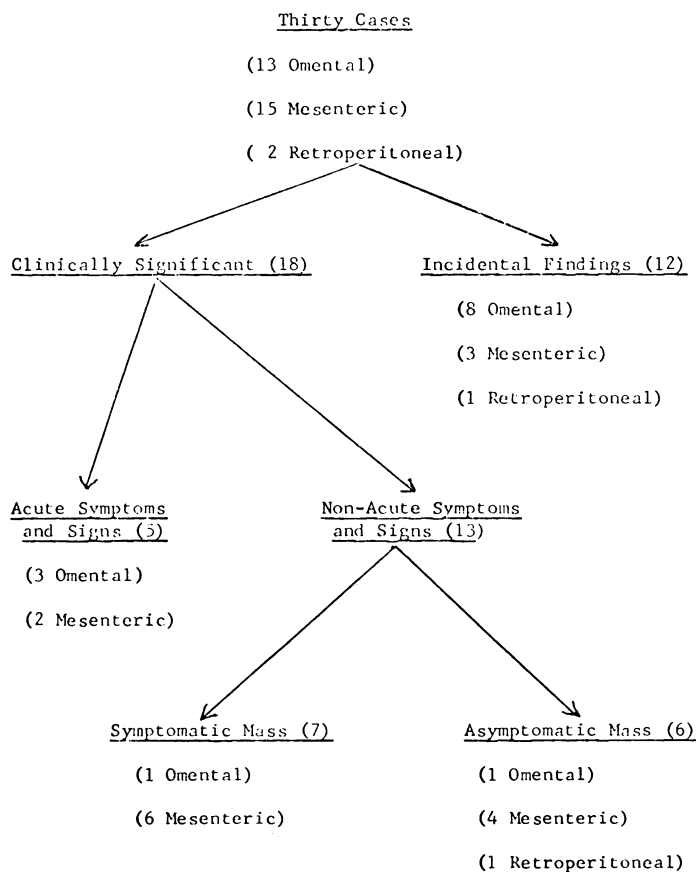 Thirty Cases
(13 Omental)
(15 Mesenteric)
( 2 Retroperitoneal)
Clinically Significant (18)
Incidental Findings (12)
(8 Omental)
(3 Mesenteric)
(1 Retroperitoneal)
Acute Symptoms
and Signs (5)
(3 Omental)
(2 Mesenteric)
Non-Acute Symptoms
and Signs (13)
Symptomatic Mass (7)
(1 Omental)
(6 Mesenteric)
Asymptomatic Mass (6)
(1 Omental)
(4 Mesenteric)
(1 Retroperitoneal)